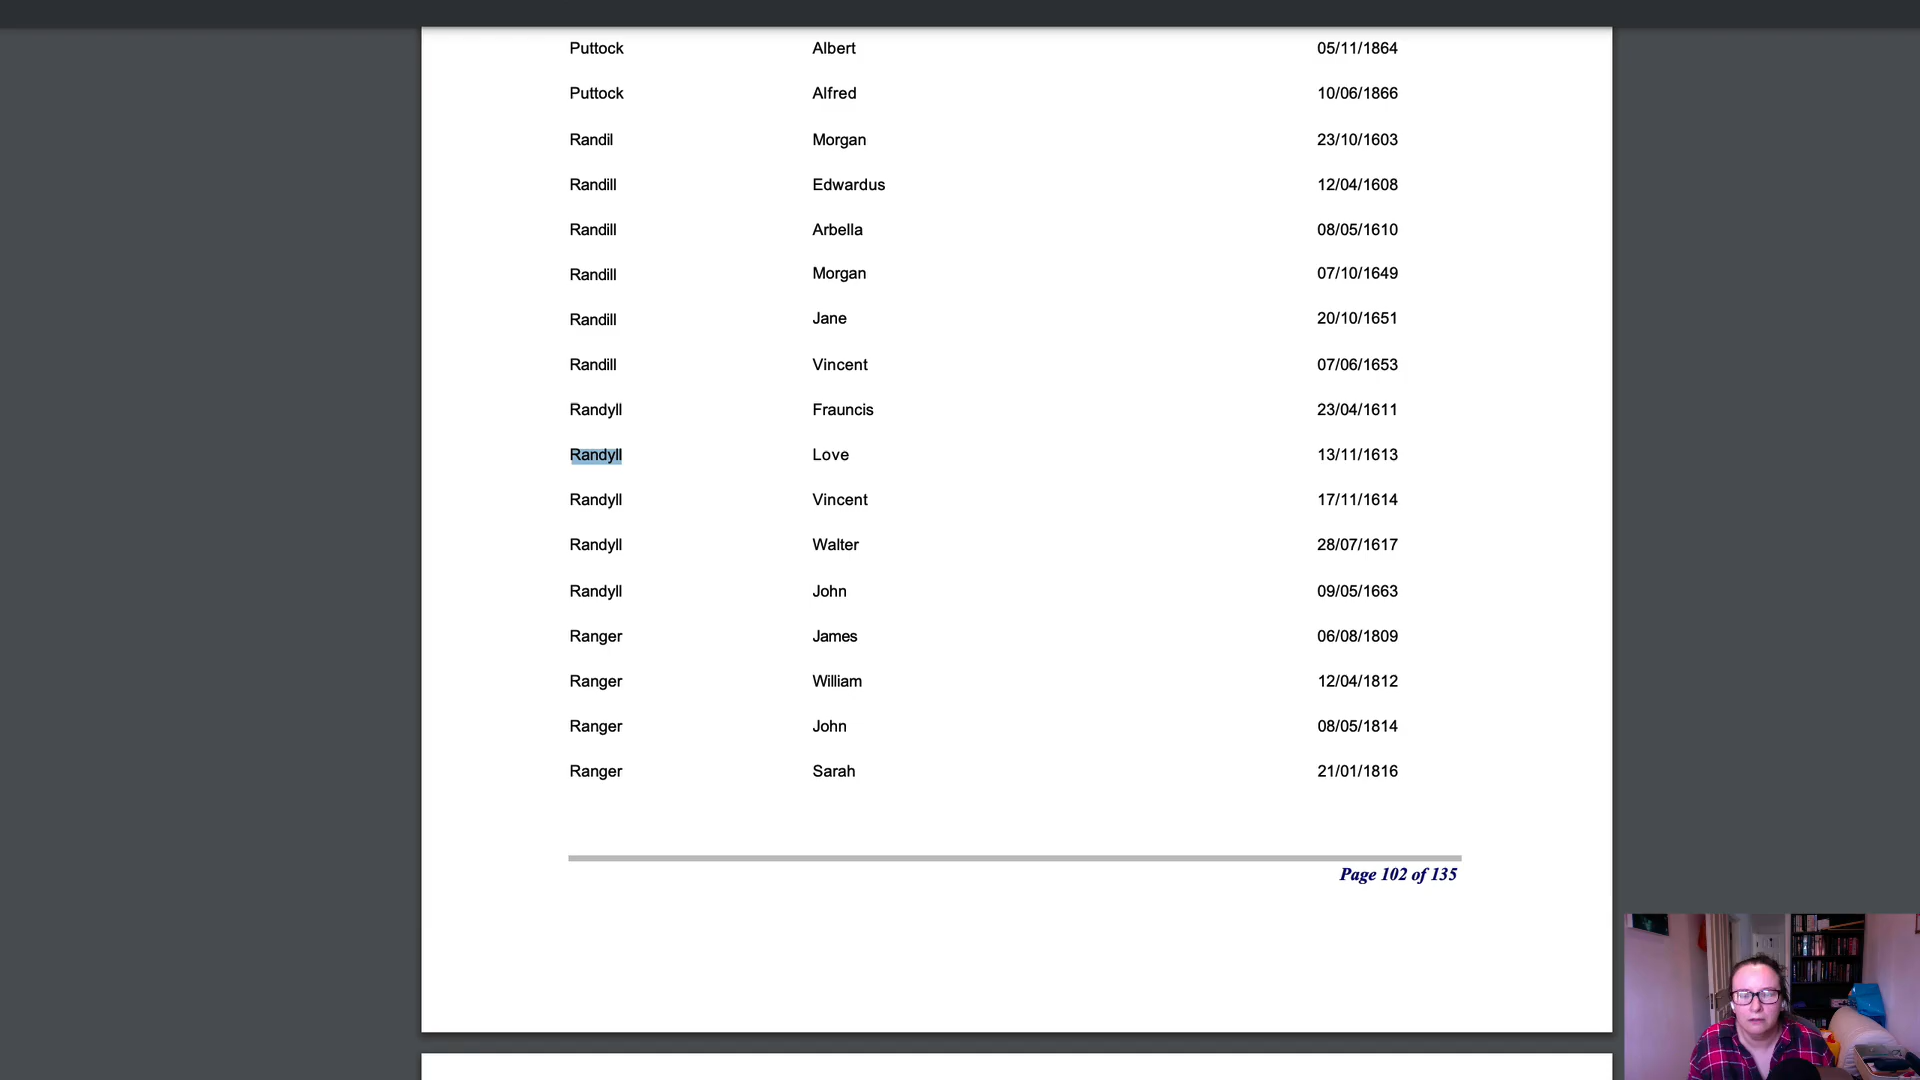 Puttock Albert 05/11/1864
Puttock Alfred 10/06/1866
Randil Morgan 23/10/1603
Randill Edwardus 12/04/1608
Randill Arbella 08/05/1610
Randill Morgan 07/10/1649
Randill Jane 20/10/1651
Randill Vincent 07/06/1653
Randyll Frauncis 23/04/1611
Randyll Love 13/11/1613
Randyll Vincent 17/11/1614
Randyll Walter 28/07/1617
Randyll John 09/05/1663
Ranger James 06/08/1809
Ranger William 12/04/1812
Ranger John 08/05/1814
Ranger Sarah 21/01/1816
Page 102 of 135